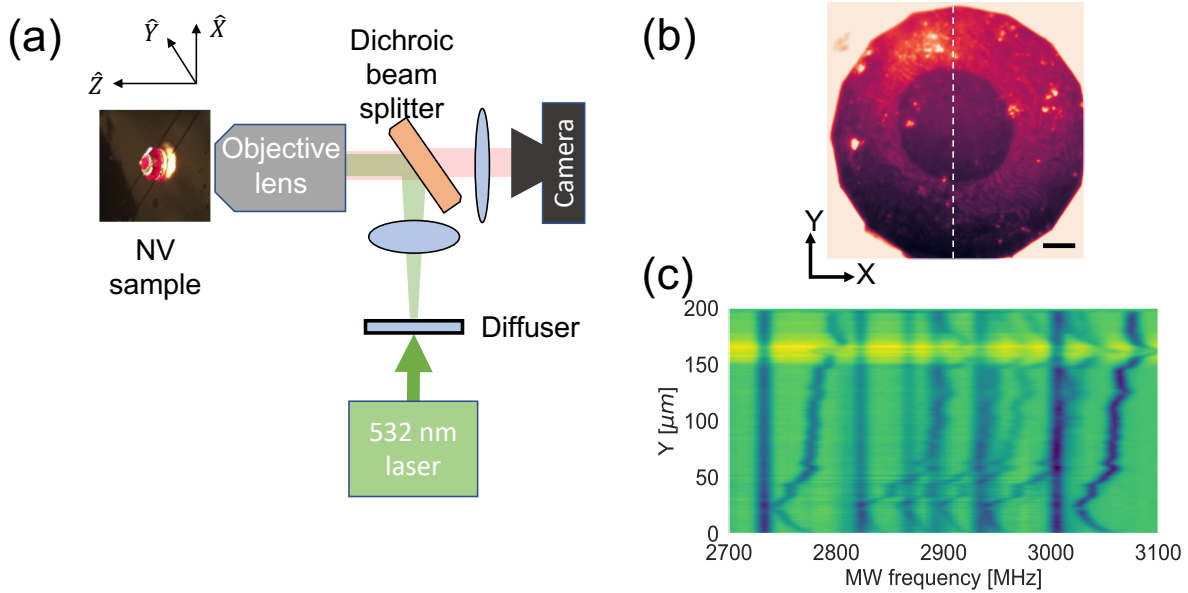 (a)
X̂
Ŷ
Ẑ
Dichroic
beam
splitter
Objective
lens
Camera
NV
sample
Diffuser
532 nm
laser
(b)
Y
X
(c)
200
150
100
50
0
Y [μm]
2700 2800 2900 3000 3100
MW frequency [MHz]